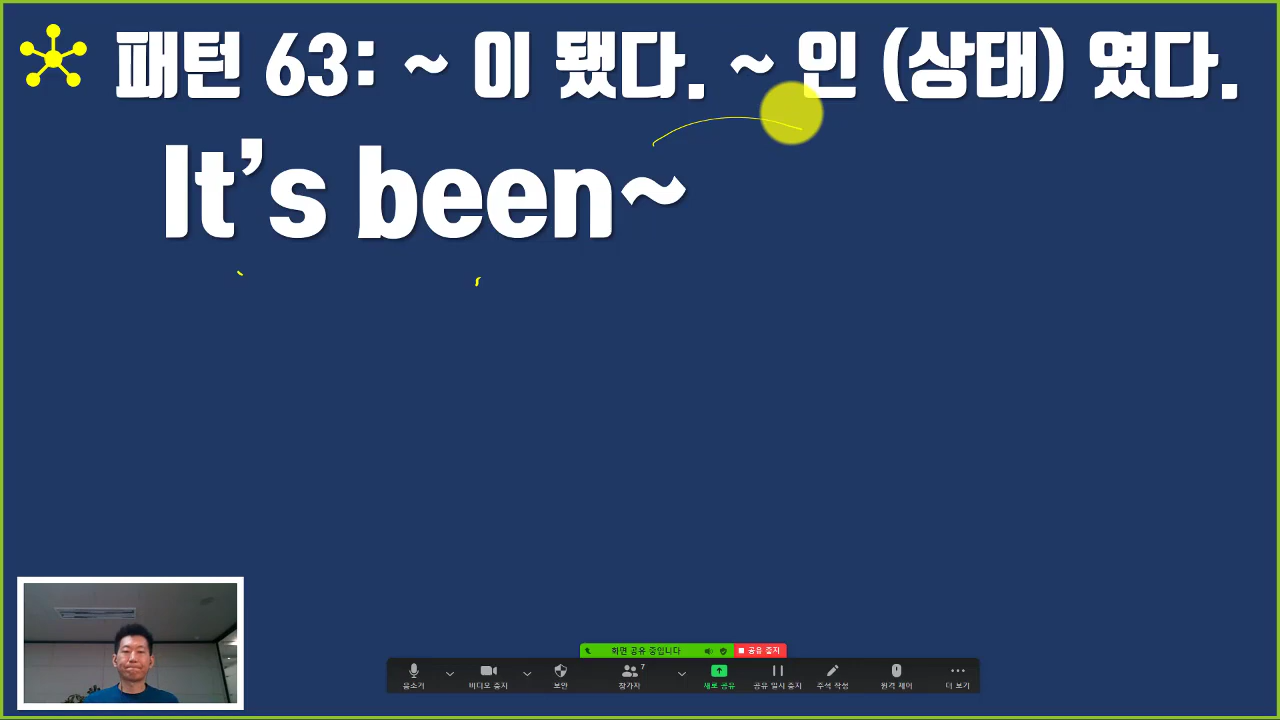 패턴 63: ~ 이 됐다. ~ 인 (상태) 였다.
It's been~
화면 공유 중입니다 공유 중지
7
음소거 비디오 중지 보안 참가자 새로 공유 공유 일시 중지 주석 작성 원격 제어 더 보기